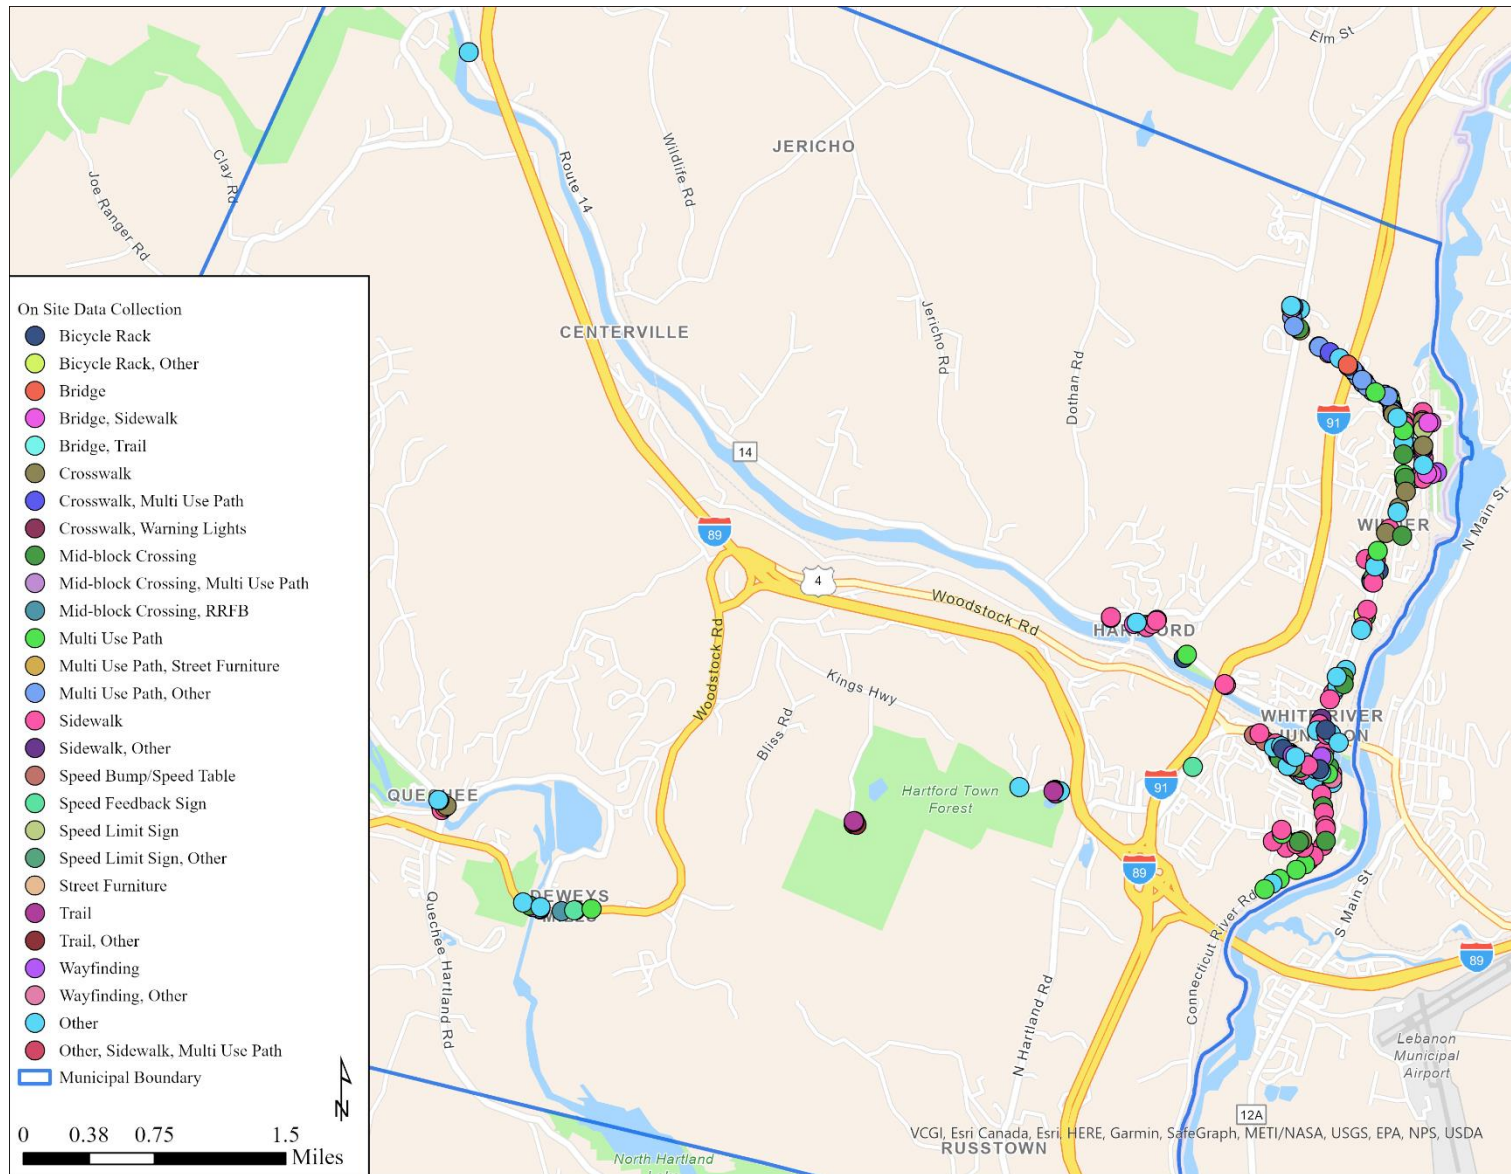 Elm St
JERICHO
Clay Rd
Joe Ranger Rd
Wildlife Rd
Route 14
Jericho Rd
Dothan Rd
CENTERVILLE
14
91
89
4
N Main St
Woodstock Rd
Woodstock Rd
Kings Hwy
Bliss Rd
QUECHEE
Hartford Town
Forest
91
89
WHITE RIVER
Quechee Hartland Rd
N Hartland Rd
Connecticut River Rd
S Main St
89
Lebanon
Municipal
Airport
12A
RUSSTOWN
North Hartland
On Site Data Collection
Bicycle Rack
Bicycle Rack, Other
Bridge
Bridge, Sidewalk
Bridge, Trail
Crosswalk
Crosswalk, Multi Use Path
Crosswalk, Warning Lights
Mid-block Crossing
Mid-block Crossing, Multi Use Path
Mid-block Crossing, RRFB
Multi Use Path
Multi Use Path, Street Furniture
Multi Use Path, Other
Sidewalk
Sidewalk, Other
Speed Bump/Speed Table
Speed Feedback Sign
Speed Limit Sign
Speed Limit Sign, Other
Street Furniture
Trail
Trail, Other
Wayfinding
Wayfinding, Other
Other
Other, Sidewalk, Multi Use Path
Municipal Boundary
N
0 0.38 0.75 1.5
Miles
VCGI, Esri Canada, Esri, HERE, Garmin, SafeGraph, METI/NASA, USGS, EPA, NPS, USDA